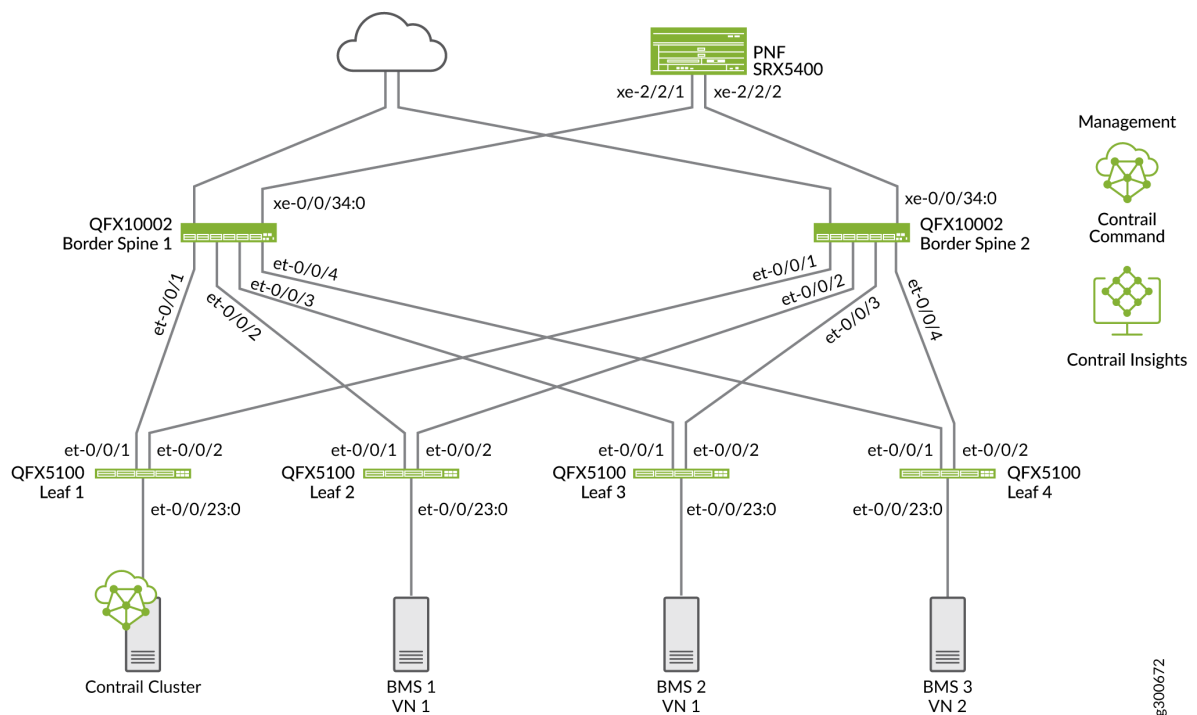 PNF
SRX5400
xe-2/2/1
xe-2/2/2
Management
Contrail
Command
Contrail Insights
QFX10002
Border Spine 1
xe-0/0/34:0
xe-0/0/34:0
QFX10002
Border Spine 2
et-0/0/1
et-0/0/2
et-0/0/3
et-0/0/4
et-0/0/1
et-0/0/2
et-0/0/3
et-0/0/4
et-0/0/1
et-0/0/2
QFX5100
Leaf 1
et-0/0/23:0
et-0/0/1
et-0/0/2
QFX5100
Leaf 2
et-0/0/23:0
et-0/0/1
et-0/0/2
QFX5100
Leaf 3
et-0/0/23:0
et-0/0/1
et-0/0/2
QFX5100
Leaf 4
et-0/0/23:0
Contrail Cluster
BMS 1
VN 1
BMS 2
VN 1
BMS 3
VN 2
g300672